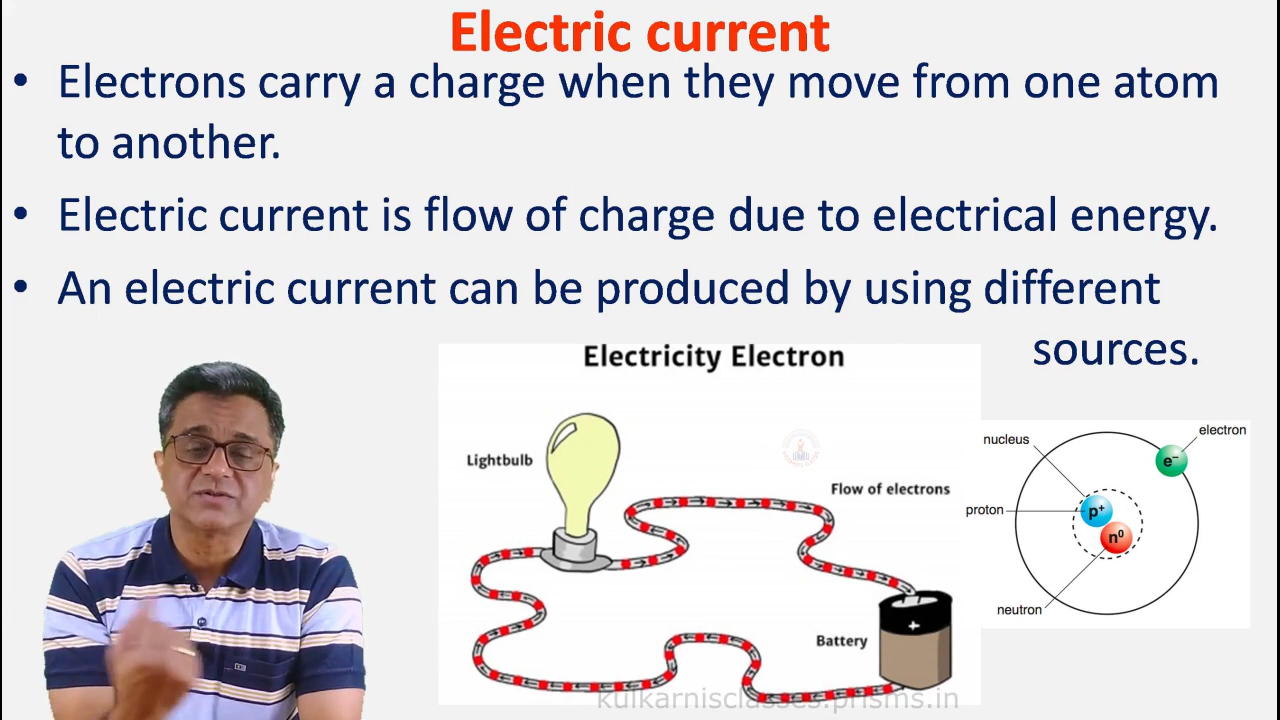 Electric current
• Electrons carry a charge when they move from one atom
to another.
• Electric current is flow of charge due to electrical energy.
• An electric current can be produced by using different
sources.
Electricity Electron
Lightbulb
Flow of electrons
Battery
+
nucleus
electron
e⁻
proton
p⁺
n⁰
neutron
kulkarnisclasses.prisms.in